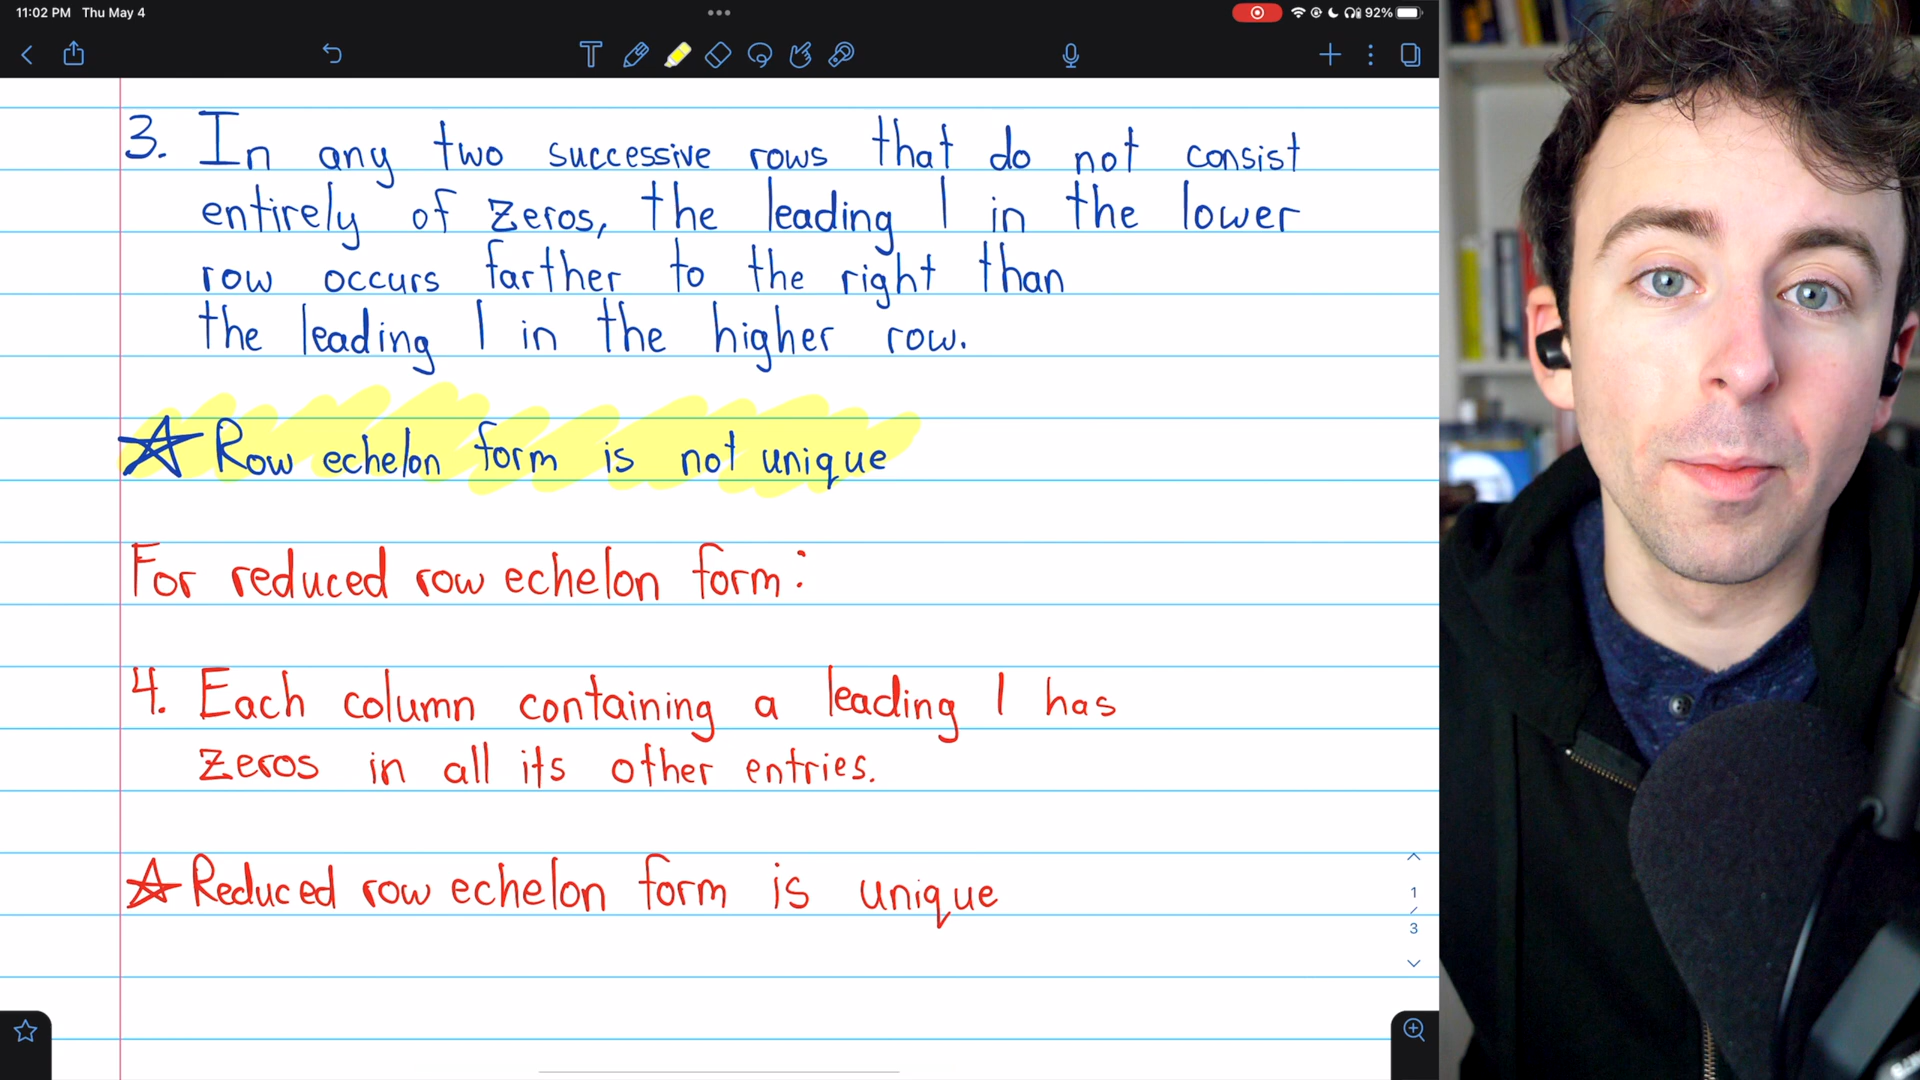 11:02 PM Thu May 4
92%
3. In any two successive rows that do not consist
entirely of zeros, the leading 1 in the lower
row occurs farther to the right than
the leading 1 in the higher row.
Row echelon form is not unique
For reduced row echelon form:
4. Each column containing a leading 1 has
zeros in all its other entries.
Reduced row echelon form is unique
1
/
3